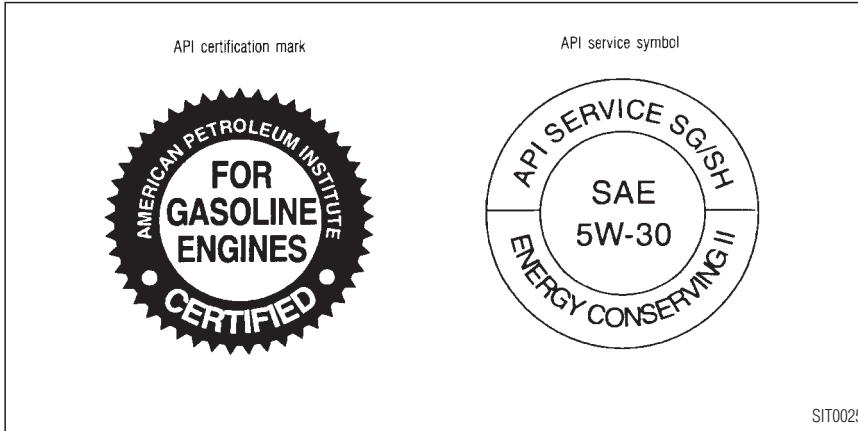 API certification mark
AMERICAN PETROLEUM INSTITUTE
FOR
GASOLINE
ENGINES
CERTIFIED
API service symbol
API SERVICE SG/SH
SAE
5W-30
ENERGY CONSERVING II
SIT0025